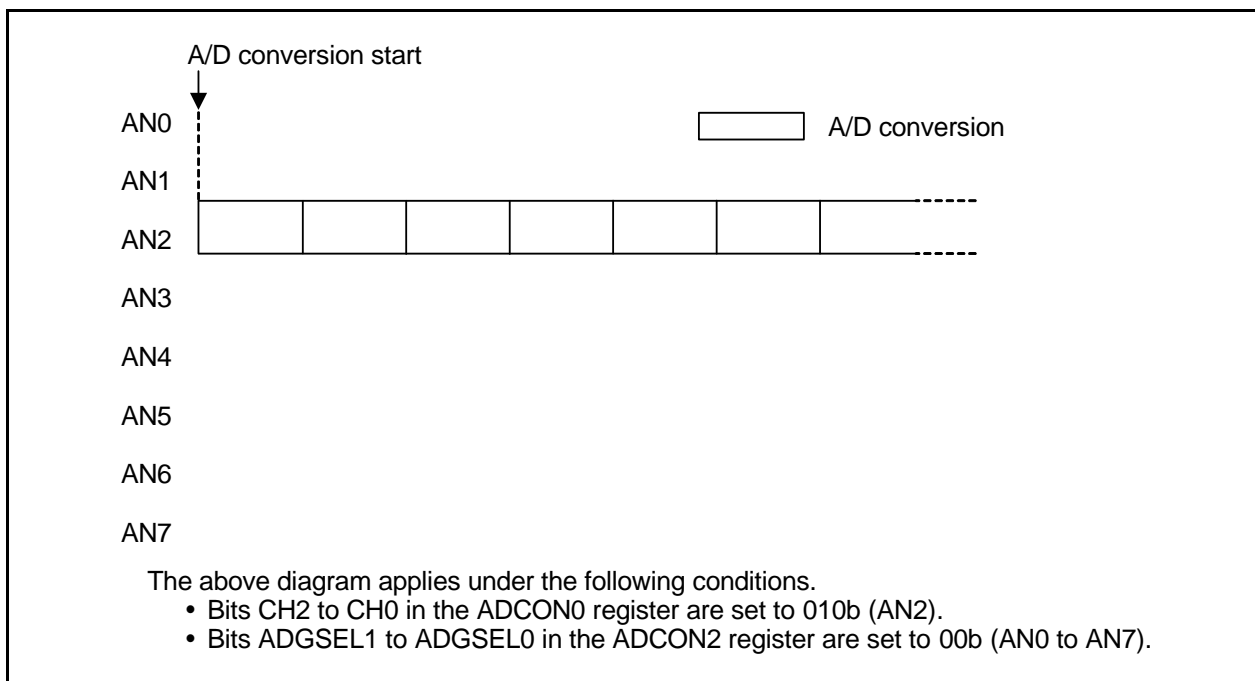 A/D conversion start
AN0
A/D conversion
AN1
AN2
AN3
AN4
AN5
AN6
AN7
The above diagram applies under the following conditions.
• Bits CH2 to CH0 in the ADCON0 register are set to 010b (AN2).
• Bits ADGSEL1 to ADGSEL0 in the ADCON2 register are set to 00b (AN0 to AN7).